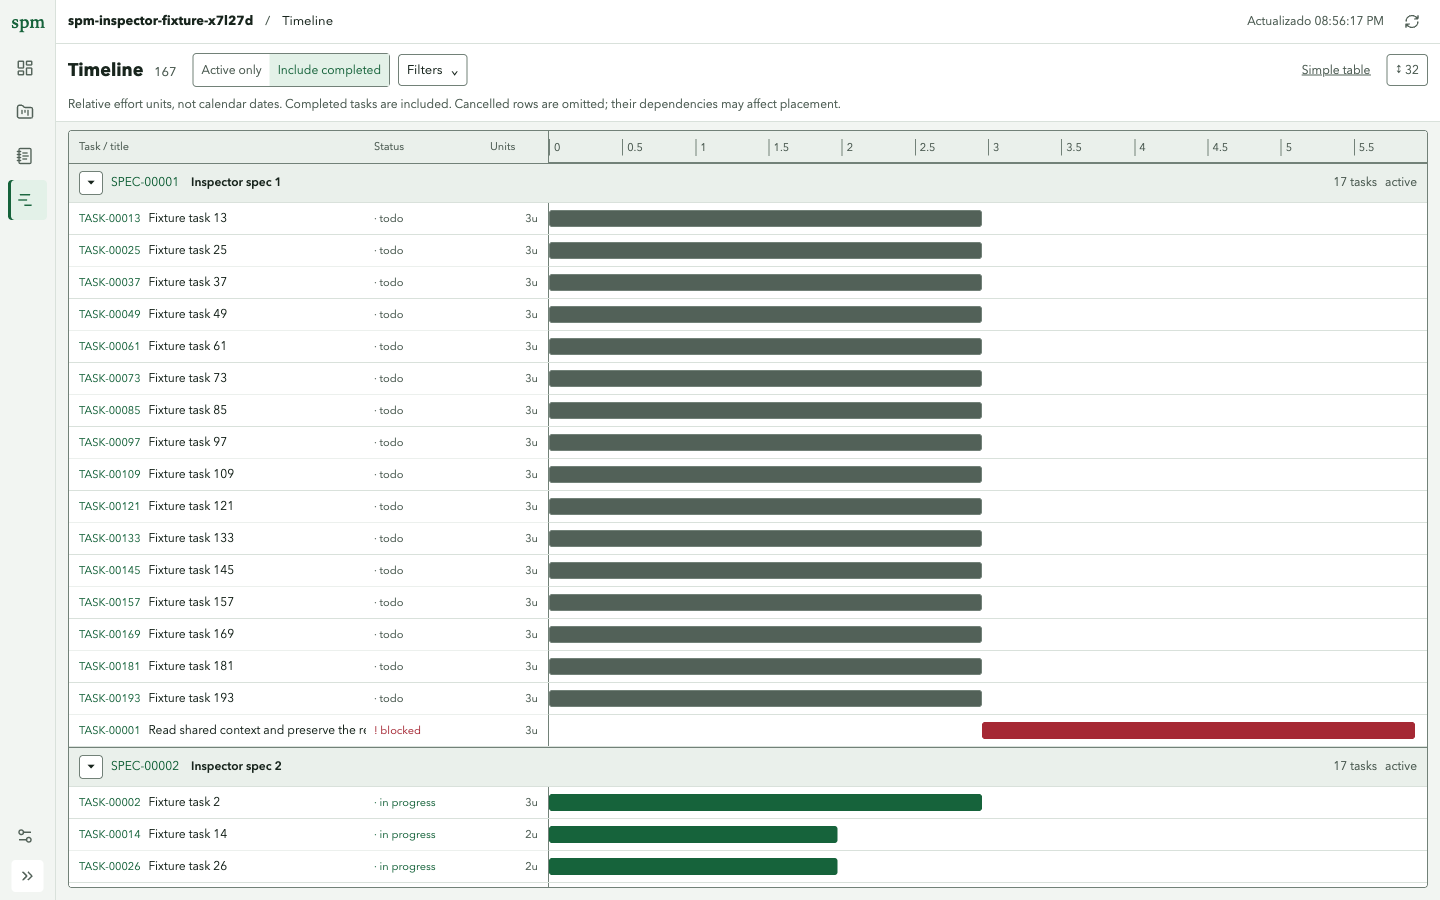 spm
spm-inspector-fixture-x7l27d / Timeline
Actualizado 08:56:17 PM
Timeline 167 Active only Include completed Filters
Simple table ↕ 32
Relative effort units, not calendar dates. Completed tasks are included. Cancelled rows are omitted; their dependencies may affect placement.
Task / title Status Units 0 0.5 1 1.5 2 2.5 3 3.5 4 4.5 5 5.5
SPEC-00001 Inspector spec 1 17 tasks active
TASK-00013 Fixture task 13 · todo 3u
TASK-00025 Fixture task 25 · todo 3u
TASK-00037 Fixture task 37 · todo 3u
TASK-00049 Fixture task 49 · todo 3u
TASK-00061 Fixture task 61 · todo 3u
TASK-00073 Fixture task 73 · todo 3u
TASK-00085 Fixture task 85 · todo 3u
TASK-00097 Fixture task 97 · todo 3u
TASK-00109 Fixture task 109 · todo 3u
TASK-00121 Fixture task 121 · todo 3u
TASK-00133 Fixture task 133 · todo 3u
TASK-00145 Fixture task 145 · todo 3u
TASK-00157 Fixture task 157 · todo 3u
TASK-00169 Fixture task 169 · todo 3u
TASK-00181 Fixture task 181 · todo 3u
TASK-00193 Fixture task 193 · todo 3u
TASK-00001 Read shared context and preserve the re ! blocked 3u
SPEC-00002 Inspector spec 2 17 tasks active
TASK-00002 Fixture task 2 · in progress 3u
TASK-00014 Fixture task 14 · in progress 2u
TASK-00026 Fixture task 26 · in progress 2u